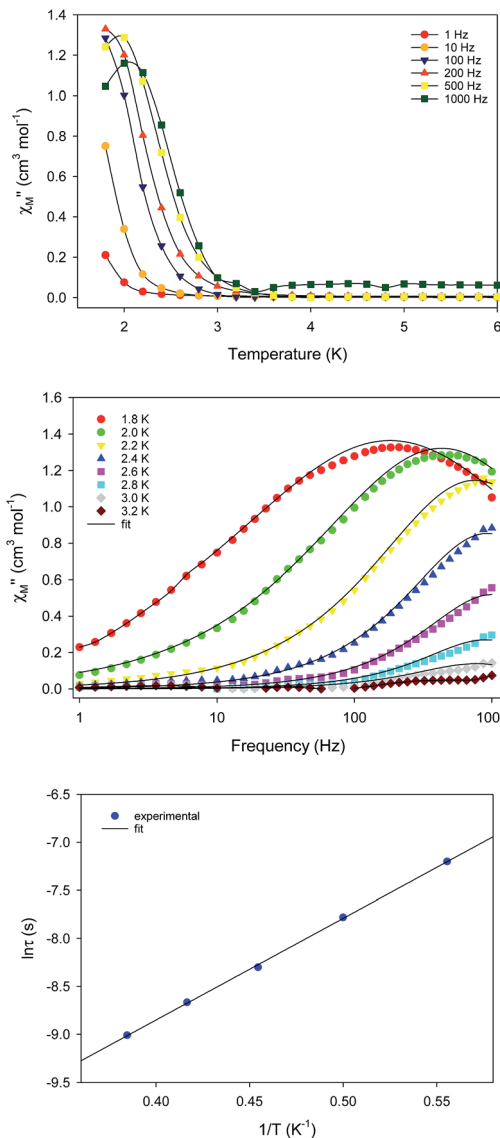 1.4
1.2
1.0
0.8
0.6
0.4
0.2
0.0
χM'' (cm3 mol-1)
1 Hz
10 Hz
100 Hz
200 Hz
500 Hz
1000 Hz
2 3 4 5 6
Temperature (K)
1.6
1.4
1.2
1.0
0.8
0.6
0.4
0.2
0.0
χM'' (cm3 mol-1)
1.8 K
2.0 K
2.2 K
2.4 K
2.6 K
2.8 K
3.0 K
3.2 K
fit
1 10 100 100
Frequency (Hz)
-6.5
-7.0
-7.5
-8.0
-8.5
-9.0
-9.5
lnτ (s)
experimental
fit
0.40 0.45 0.50 0.55
1/T (K-1)